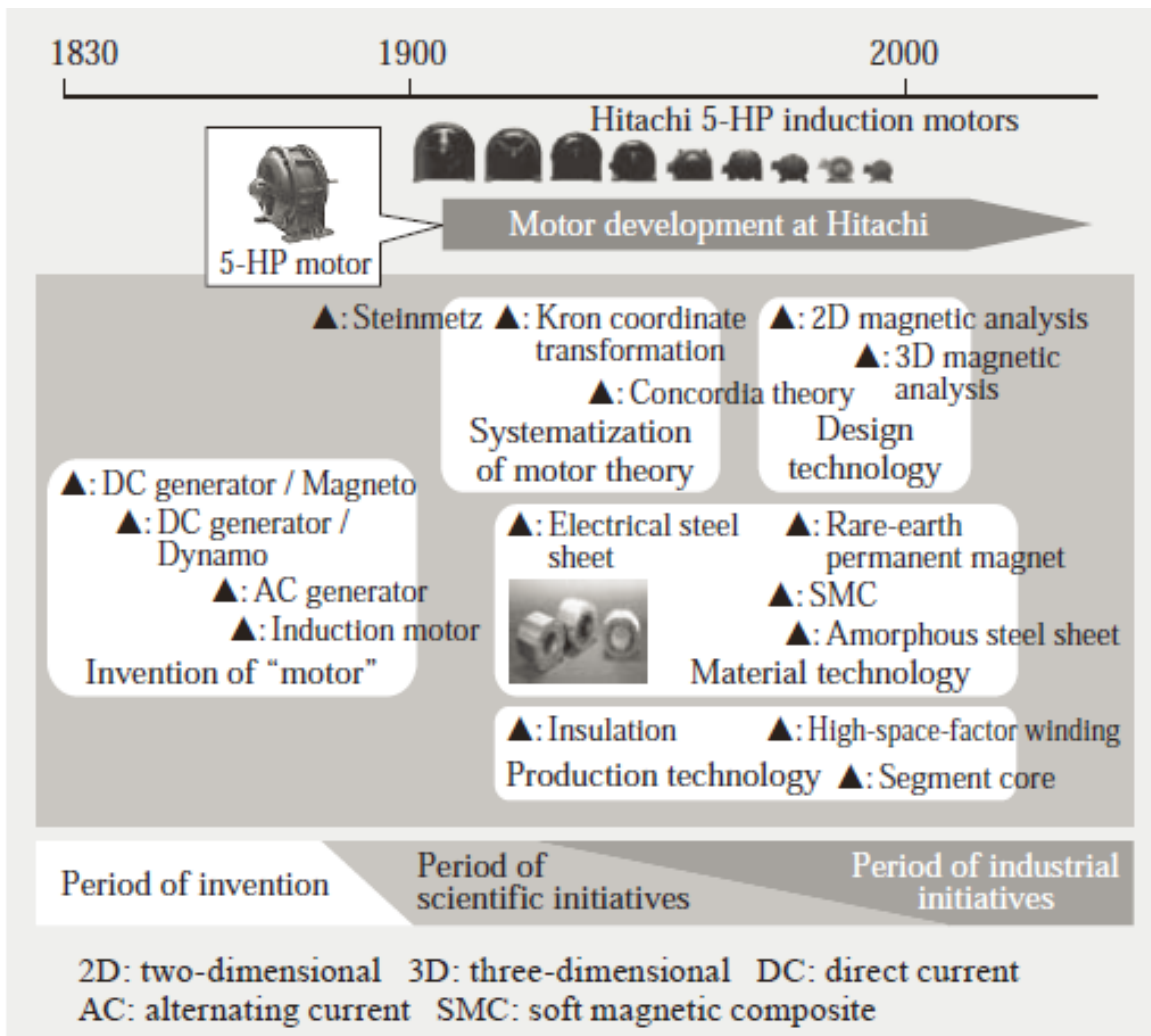 1830 1900 2000
Hitachi 5-HP induction motors
Motor development at Hitachi
5-HP motor
▲: Steinmetz ▲: Kron coordinate
transformation
▲: Concordia theory
Systematization
of motor theory
▲: 2D magnetic analysis
▲: 3D magnetic
analysis
Design
technology
▲: DC generator / Magneto
▲: DC generator /
Dynamo
▲: AC generator
▲: Induction motor
Invention of “motor”
▲: Electrical steel
sheet
▲: Rare-earth
permanent magnet
▲: SMC
▲: Amorphous steel sheet
Material technology
▲: Insulation ▲: High-space-factor winding
Production technology ▲: Segment core
Period of invention
Period of
scientific initiatives
Period of industrial
initiatives
2D: two-dimensional 3D: three-dimensional DC: direct current
AC: alternating current SMC: soft magnetic composite